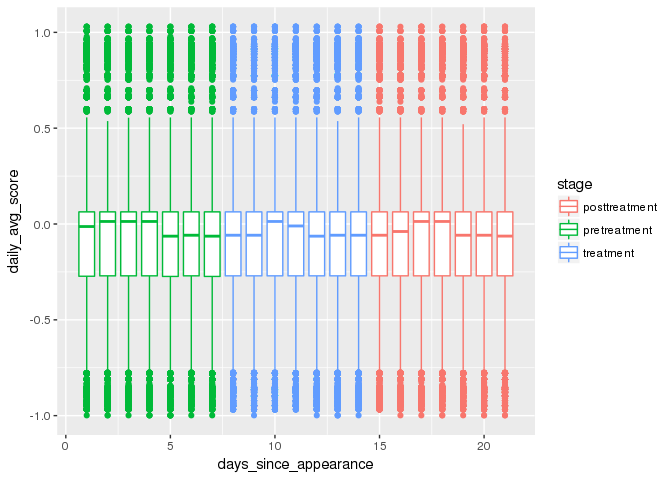 1.0
0.5
0.0
-0.5
-1.0
daily_avg_score
0 5 10 15 20
days_since_appearance
stage
posttreatment
pretreatment
treatment